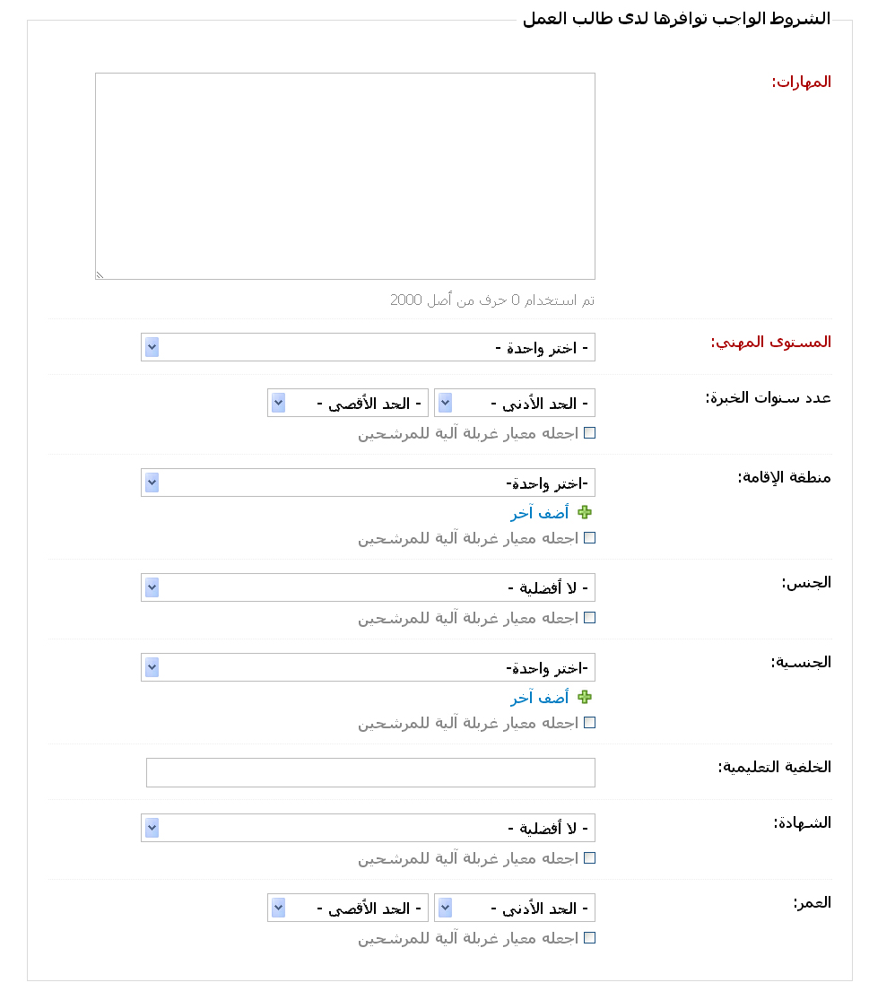 الشروط الواجب توافرها لدى طالب العمل
المهارات:
تم استخدام 0 حرف من أصل 2000
المستوى المهني:
- اختر واحدة -
عدد سنوات الخبرة:
- الحد الأدنى - - الحد الأقصى -
اجعله معيار غربلة آلية للمرشحين
منطقة الإقامة:
-اختر واحدة-
أضف آخر
اجعله معيار غربلة آلية للمرشحين
الجنس:
- لا أفضلية -
اجعله معيار غربلة آلية للمرشحين
الجنسية:
-اختر واحدة-
أضف آخر
اجعله معيار غربلة آلية للمرشحين
الخلفية التعليمية:
الشهادة:
- لا أفضلية -
اجعله معيار غربلة آلية للمرشحين
العمر:
- الحد الأدنى - - الحد الأقصى -
اجعله معيار غربلة آلية للمرشحين